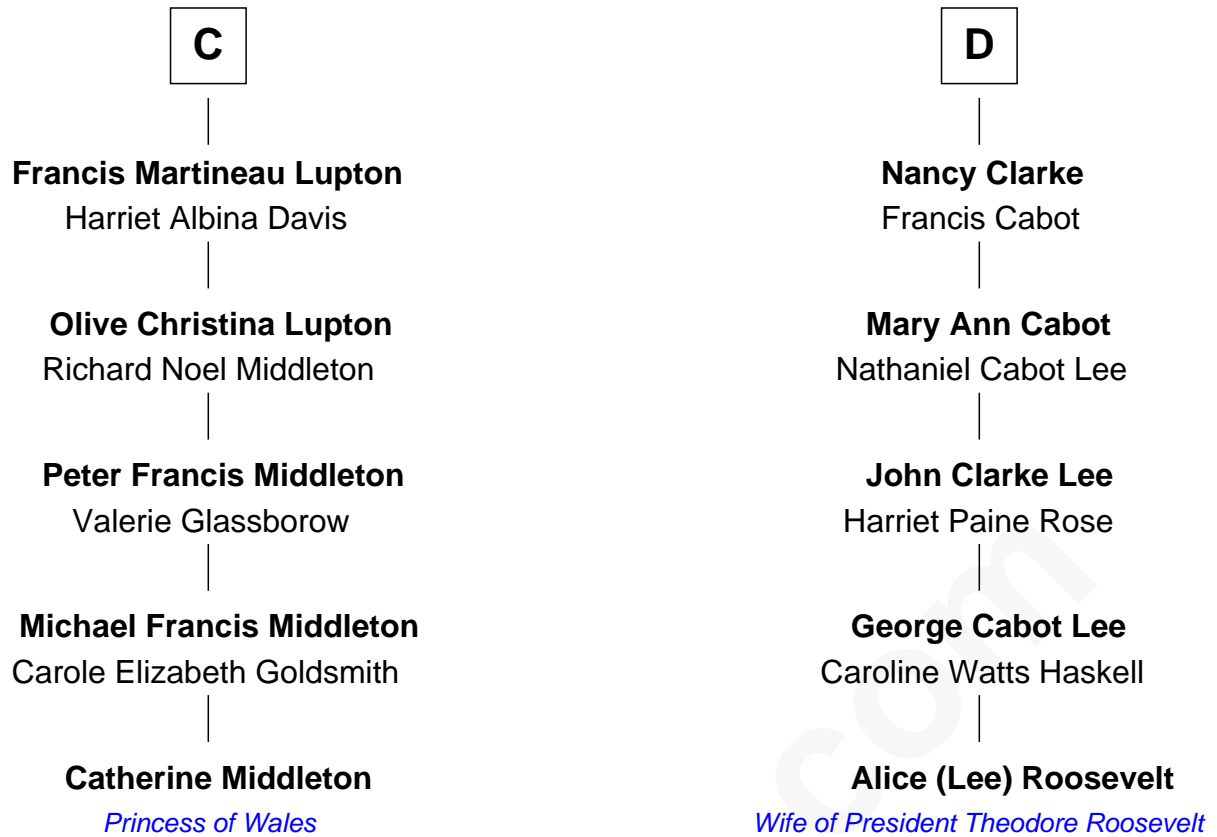 C
Francis Martineau Lupton
Harriet Albina Davis
Olive Christina Lupton
Richard Noel Middleton
Peter Francis Middleton
Valerie Glassborow
Michael Francis Middleton
Carole Elizabeth Goldsmith
Catherine Middleton
Princess of Wales
D
Nancy Clarke
Francis Cabot
Mary Ann Cabot
Nathaniel Cabot Lee
John Clarke Lee
Harriet Paine Rose
George Cabot Lee
Caroline Watts Haskell
Alice (Lee) Roosevelt
Wife of President Theodore Roosevelt
com